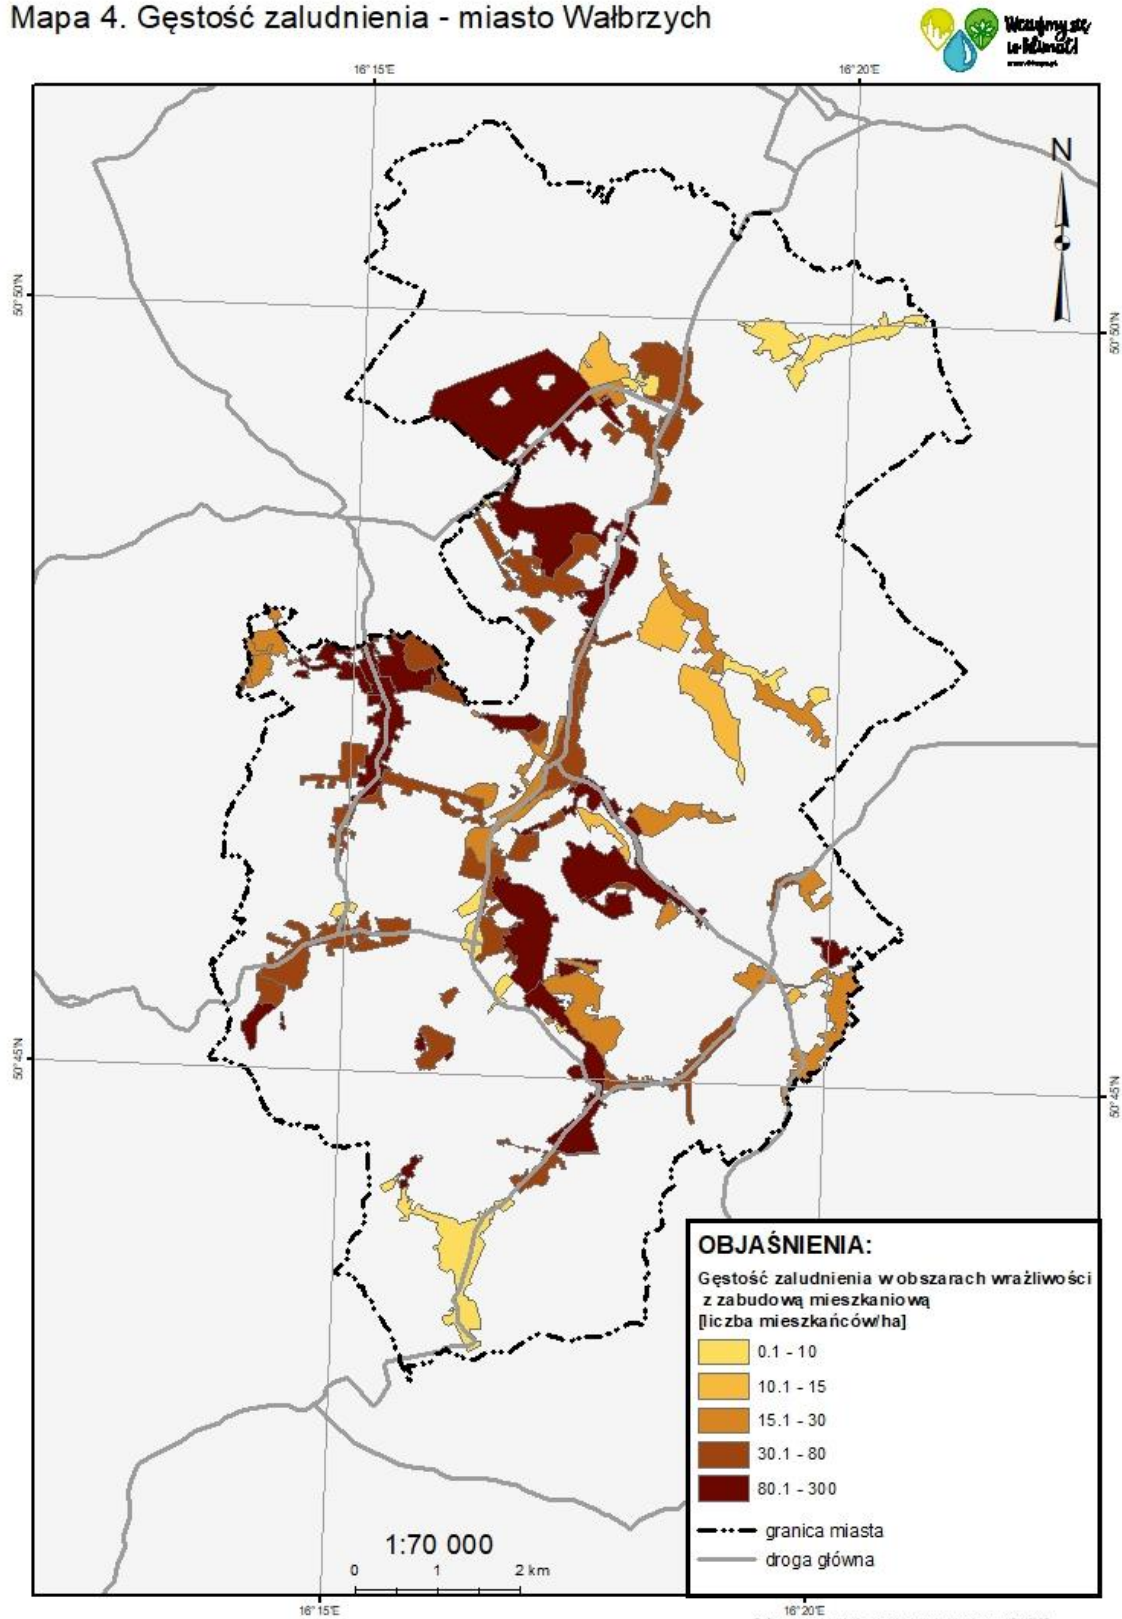 Mapa 4. Gęstość zaludnienia - miasto Wałbrzych
Wczujmy się
w klimat!
16°15'E
16°20'E
N
50°50'N
50°50'N
50°45'N
50°45'N
OBJAŚNIENIA:
Gęstość zaludnienia w obszarach wrażliwości
z zabudową mieszkaniową
[liczba mieszkańców/ha]
0.1 - 10
10.1 - 15
15.1 - 30
30.1 - 80
80.1 - 300
granica miasta
droga główna
1:70 000
0 1 2 km
16°15'E
16°20'E